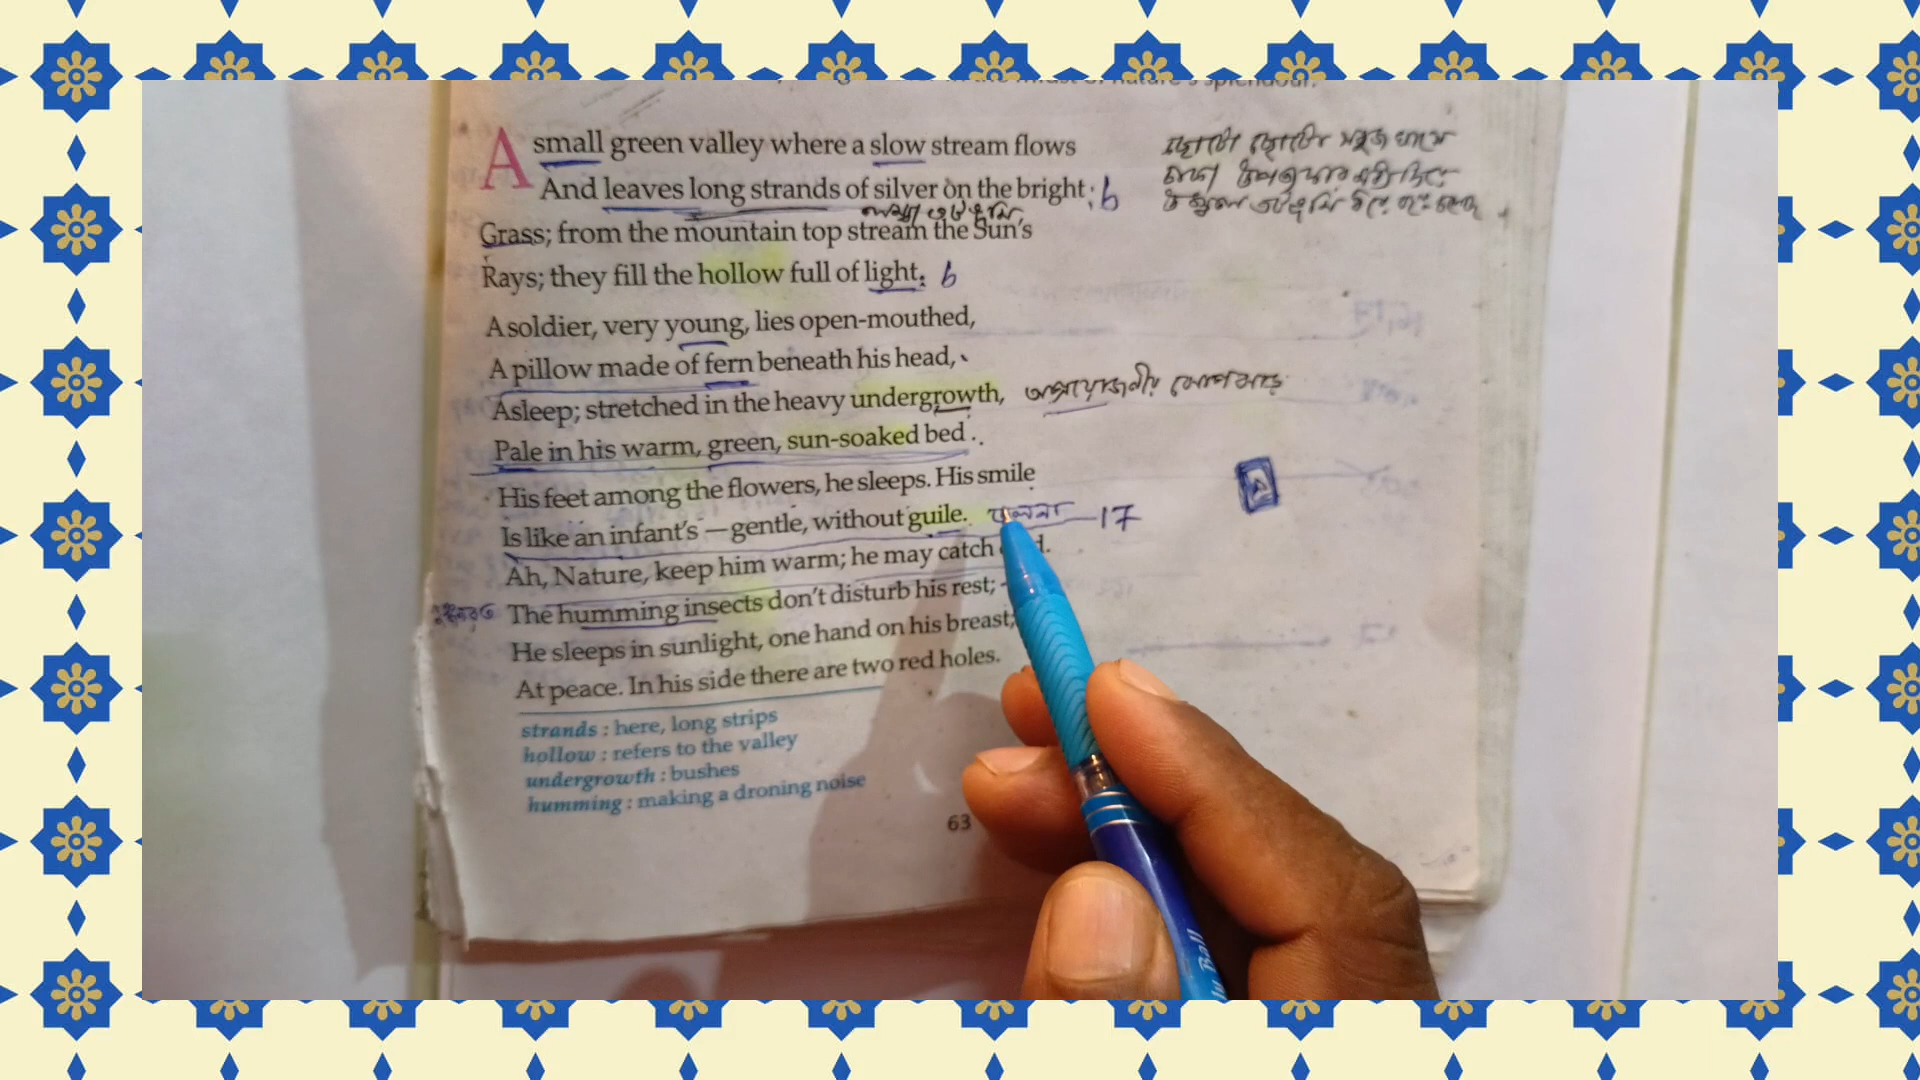 nature's splendour.
A small green valley where a slow stream flows
And leaves long strands of silver on the bright; b
Grass; from the mountain top stream the Sun's
Rays; they fill the hollow full of light. b
A soldier, very young, lies open-mouthed,
A pillow made of fern beneath his head,
Asleep; stretched in the heavy undergrowth,
Pale in his warm, green, sun-soaked bed.
His feet among the flowers, he sleeps. His smile
Is like an infant's — gentle, without guile. 17
Ah, Nature, keep him warm; he may catch
The humming insects don't disturb his rest;
He sleeps in sunlight, one hand on his breast;
At peace. In his side there are two red holes.
strands : here, long strips
hollow : refers to the valley
undergrowth : bushes
humming : making a droning noise
63